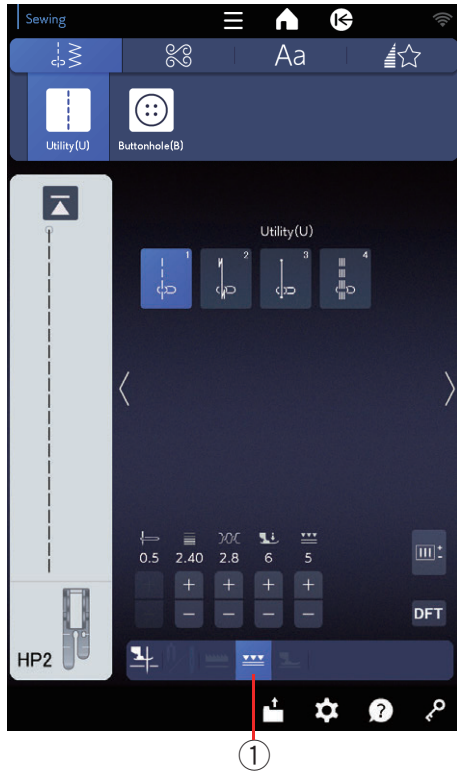 Sewing
Aa
Utility(U) Buttonhole(B)
Utility(U)
1 2 3 4
0.5 2.40 2.8 6 5
+ + + +
− − − −
DFT
HP2
?
①